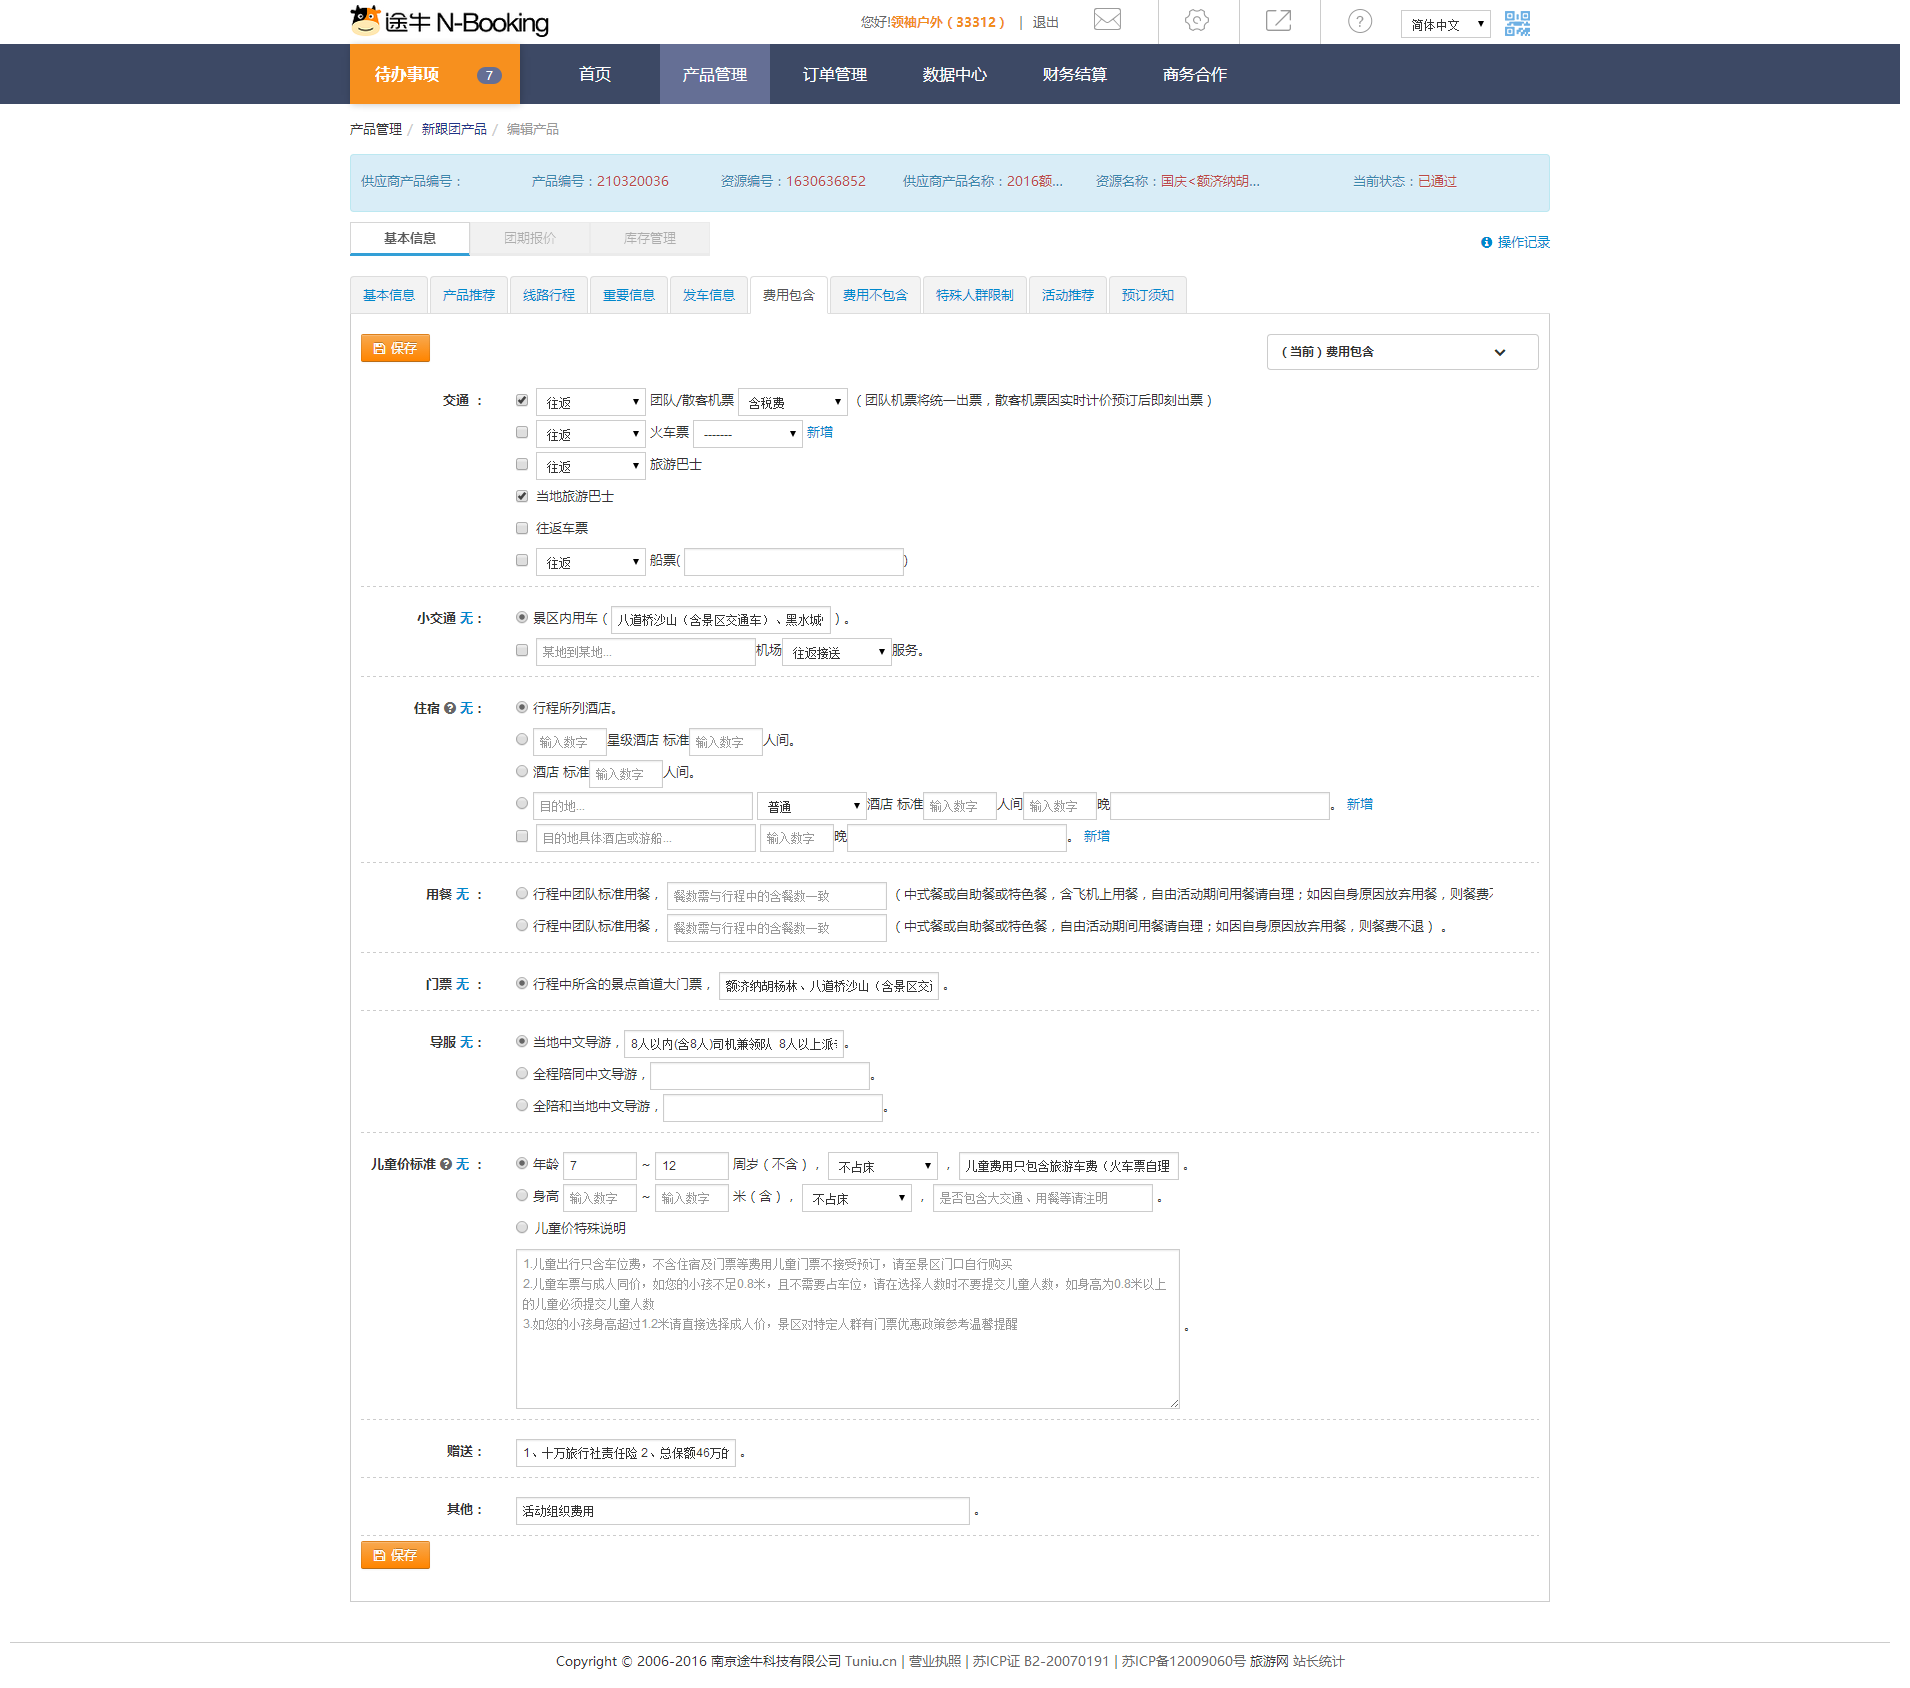 途牛 N-Booking
您好!领袖户外（33312） | 退出
简体中文
待办事项 7 首页 产品管理 订单管理 数据中心 财务结算 商务合作
产品管理 / 新跟团产品 / 编辑产品
供应商产品编号： 产品编号：210320036 资源编号：1630636852 供应商产品名称：2016额... 资源名称：国庆<额济纳胡... 当前状态：已通过
基本信息 团期报价 库存管理
操作记录
基本信息 产品推荐 线路行程 重要信息 发车信息 费用包含 费用不包含 特殊人群限制 活动推荐 预订须知
保存 （当前）费用包含
交通 ： 往返 团队/散客机票 含税费 （团队机票将统一出票，散客机票因实时计价预订后即刻出票）
往返 火车票 ------- 新增
往返 旅游巴士
当地旅游巴士
往返车票
往返 船票( )
小交通 无： 景区内用车（ 八道桥沙山（含景区交通车）、黑水城 ）。
某地到某地... 机场 往返接送 服务。
住宿 无： 行程所列酒店。
输入数字 星级酒店 标准 输入数字 人间。
酒店 标准 输入数字 人间。
目的地... 普通 酒店 标准 输入数字 人间 输入数字 晚 。 新增
目的地具体酒店或游船... 输入数字 晚 。 新增
用餐 无 ： 行程中团队标准用餐， 餐数需与行程中的含餐数一致 （中式餐或自助餐或特色餐，含飞机上用餐，自由活动期间用餐请自理；如因自身原因放弃用餐，则餐费
行程中团队标准用餐， 餐数需与行程中的含餐数一致 （中式餐或自助餐或特色餐，自由活动期间用餐请自理；如因自身原因放弃用餐，则餐费不退）。
门票 无 ： 行程中所含的景点首道大门票， 额济纳胡杨林、八道桥沙山（含景区交 。
导服 无： 当地中文导游， 8人以内(含8人)司机兼领队 8人以上派 。
全程陪同中文导游， 。
全陪和当地中文导游， 。
儿童价标准 无 ： 年龄 7 ~ 12 周岁（不含）， 不占床 ， 儿童费用只包含旅游车费（火车票自理 。
身高 输入数字 ~ 输入数字 米（含）， 不占床 ， 是否包含大交通、用餐等请注明 。
儿童价特殊说明
1.儿童出行只含车位费，不含住宿及门票等费用儿童门票不接受预订，请至景区门口自行购买
2.儿童车票与成人同价，如您的小孩不足0.8米，且不需要占车位，请在选择人数时不要提交儿童人数，如身高为0.8米以上
的儿童必须提交儿童人数
3.如您的小孩身高超过1.2米请直接选择成人价，景区对特定人群有门票优惠政策参考温馨提醒
。
赠送： 1、十万旅行社责任险 2、总保额46万的 。
其他： 活动组织费用 。
保存
Copyright © 2006-2016 南京途牛科技有限公司 Tuniu.cn | 营业执照 | 苏ICP证 B2-20070191 | 苏ICP备12009060号 旅游网 站长统计